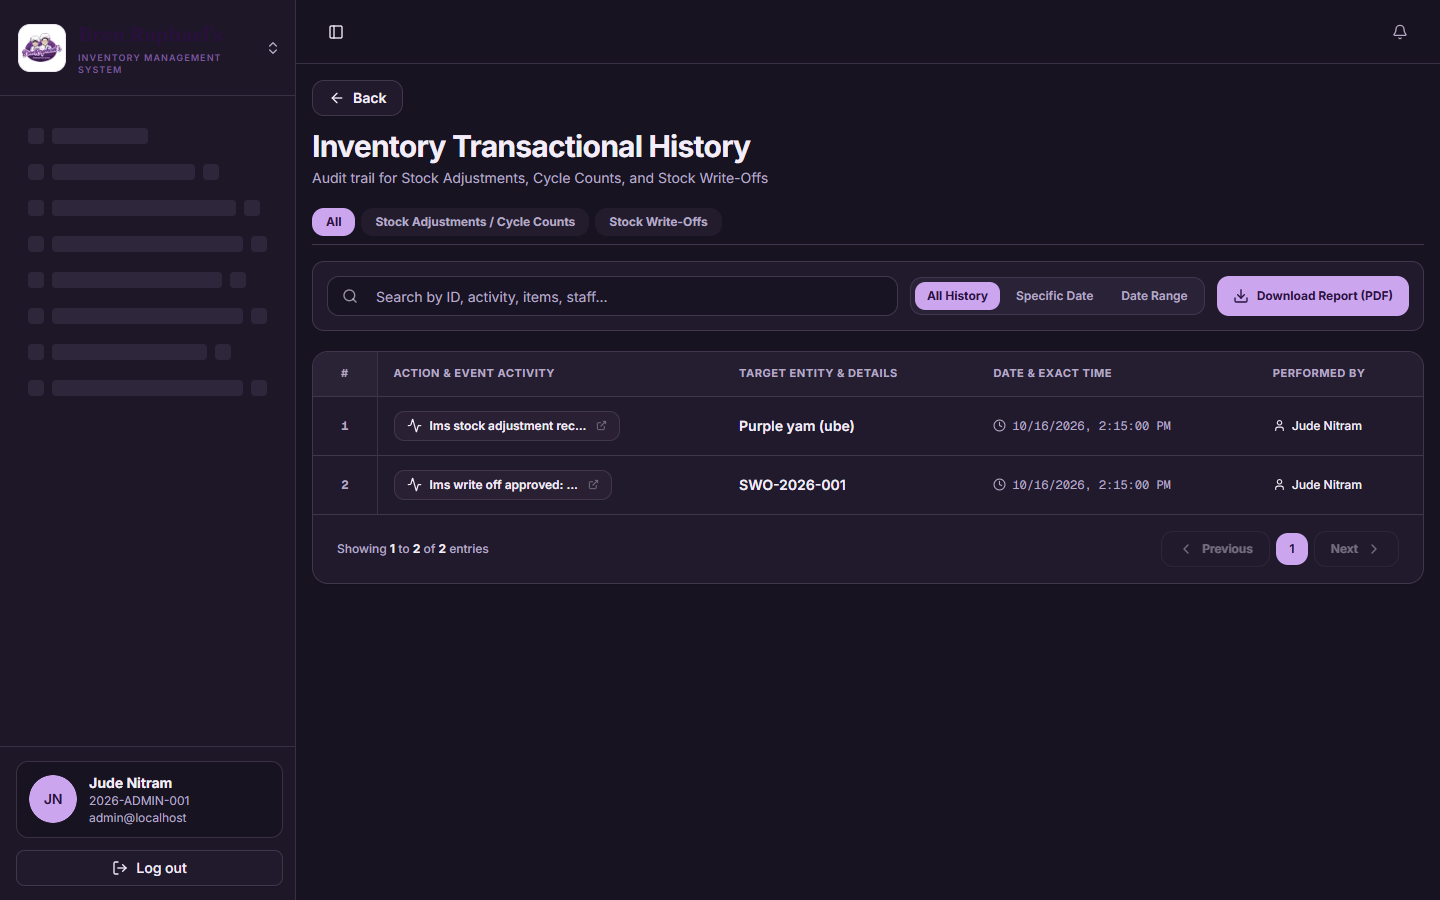 INVENTORY MANAGEMENT
SYSTEM
Back
Inventory Transactional History
Audit trail for Stock Adjustments, Cycle Counts, and Stock Write-Offs
All
Stock Adjustments / Cycle Counts
Stock Write-Offs
Search by ID, activity, items, staff...
All History
Specific Date
Date Range
Download Report (PDF)
# ACTION & EVENT ACTIVITY TARGET ENTITY & DETAILS DATE & EXACT TIME PERFORMED BY
1 Ims stock adjustment rec... Purple yam (ube) 10/16/2026, 2:15:00 PM Jude Nitram
2 Ims write off approved: ... SWO-2026-001 10/16/2026, 2:15:00 PM Jude Nitram
Showing 1 to 2 of 2 entries
Previous 1 Next
JN
Jude Nitram
2026-ADMIN-001
admin@localhost
Log out